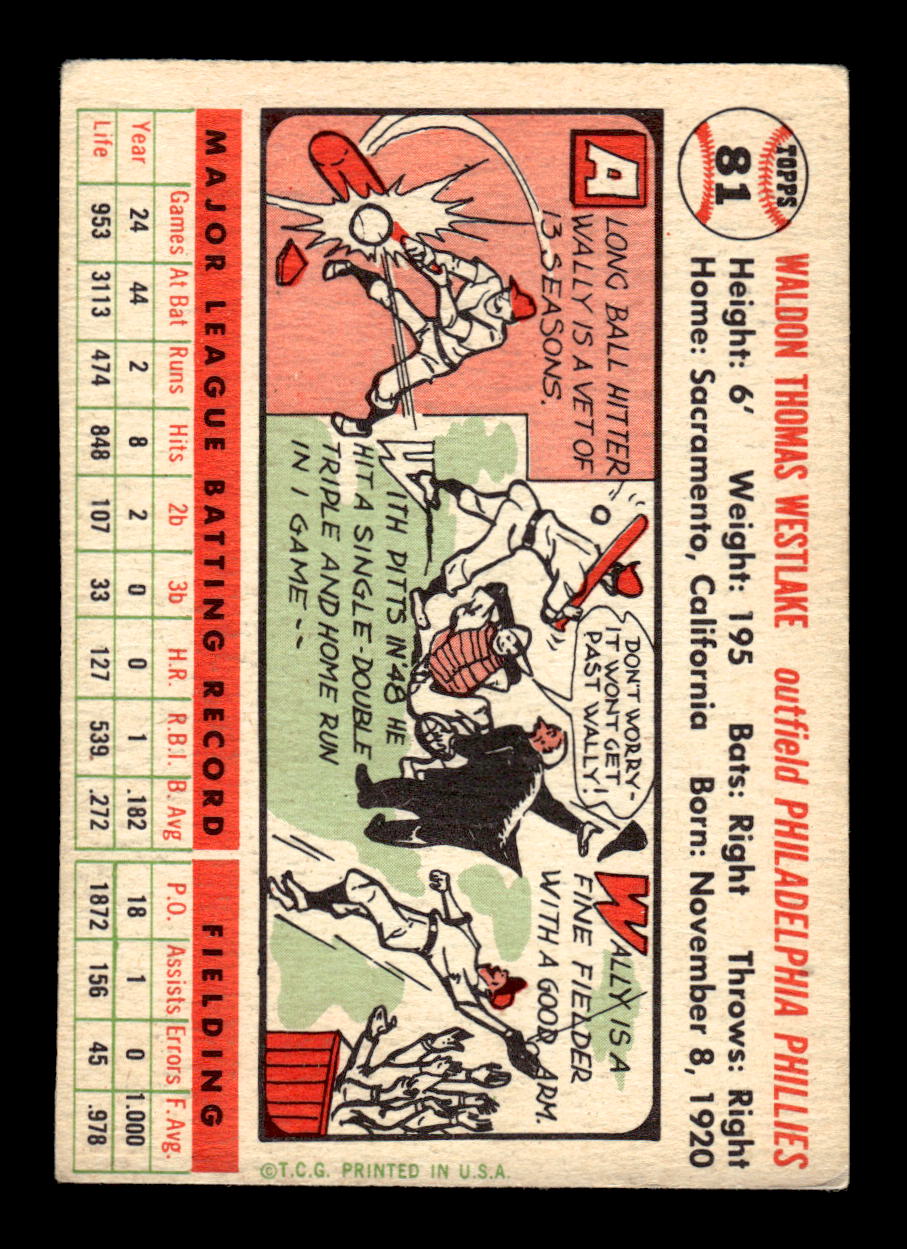 TOPPS
81
WALDON THOMAS WESTLAKE outfield PHILADELPHIA PHILLIES
Height: 6' Weight: 195 Bats: Right Throws: Right
Home: Sacramento, California Born: November 8, 1920
A LONG BALL HITTER
WALLY IS A VET OF
13 SEASONS.
DON'T WORRY-
IT WON'T GET
PAST WALLY!
WITH PITTS IN '48 HE
HIT A SINGLE-DOUBLE
TRIPLE AND HOME RUN
IN 1 GAME--
WALLY IS A
FINE FIELDER
WITH A GOOD ARM.
MAJOR LEAGUE BATTING RECORD FIELDING
Games At Bat Runs Hits 2b 3b H.R. R.B.I. B. Avg P.O. Assists Errors F. Avg.
Year 24 44 2 8 2 0 0 1 .182 18 1 0 1.000
Life 953 3113 474 848 107 33 127 539 .272 1872 156 45 .978
©T.C.G. PRINTED IN U.S.A.